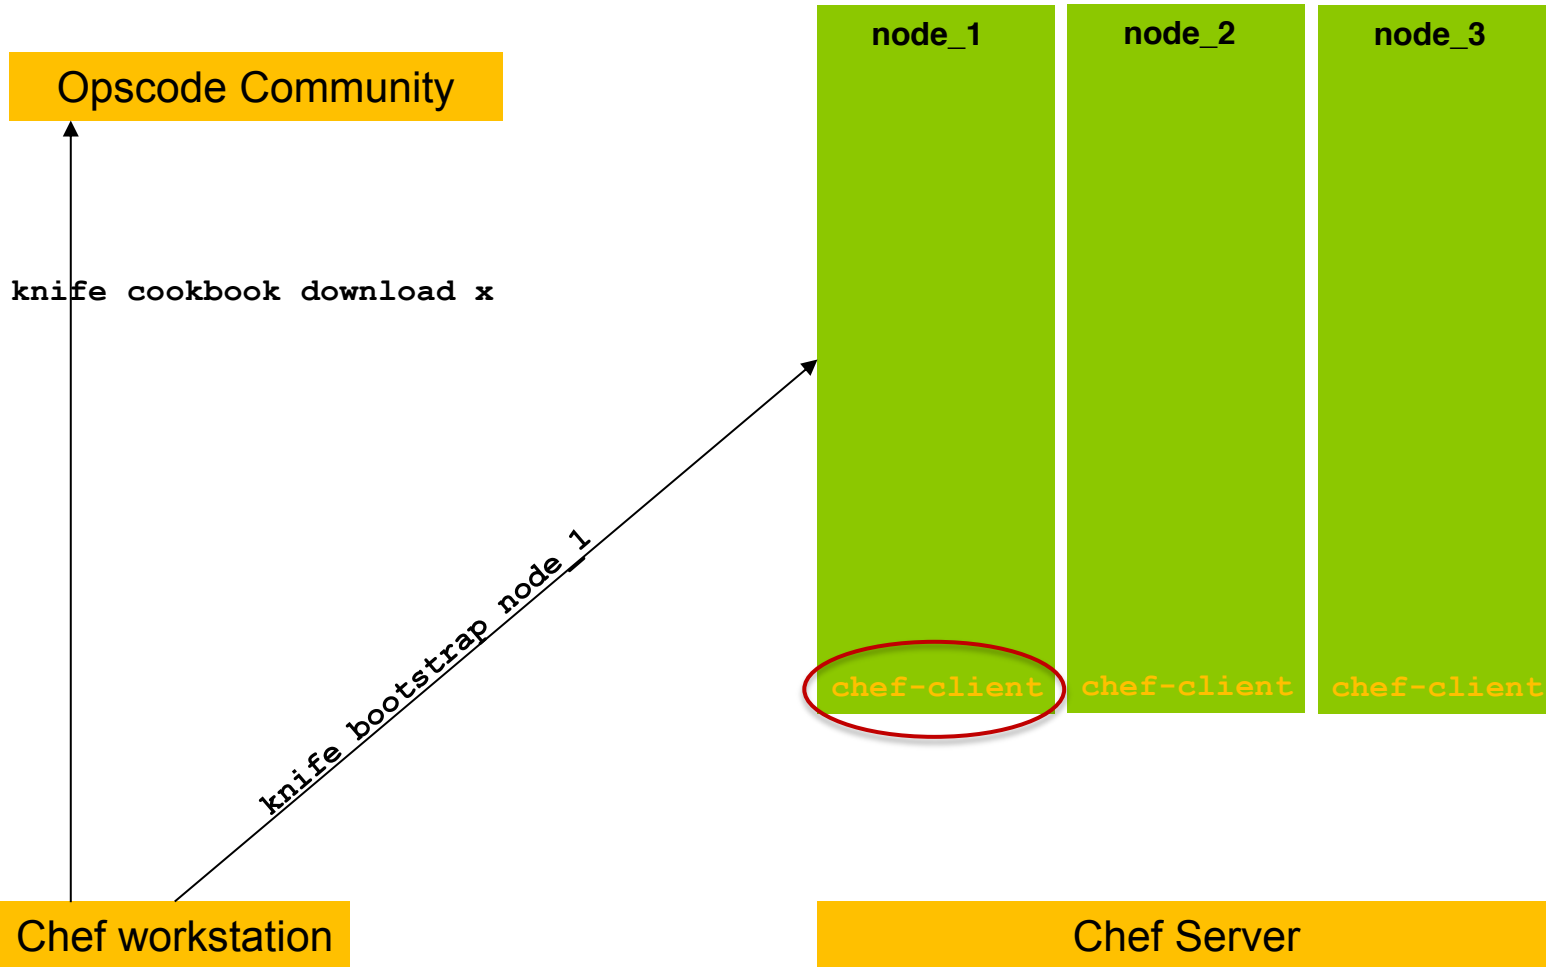 node_1
node_2
node_3
Opscode Community
knife cookbook download x
knife bootstrap node_1
chef-client
chef-client
chef-client
Chef workstation
Chef Server